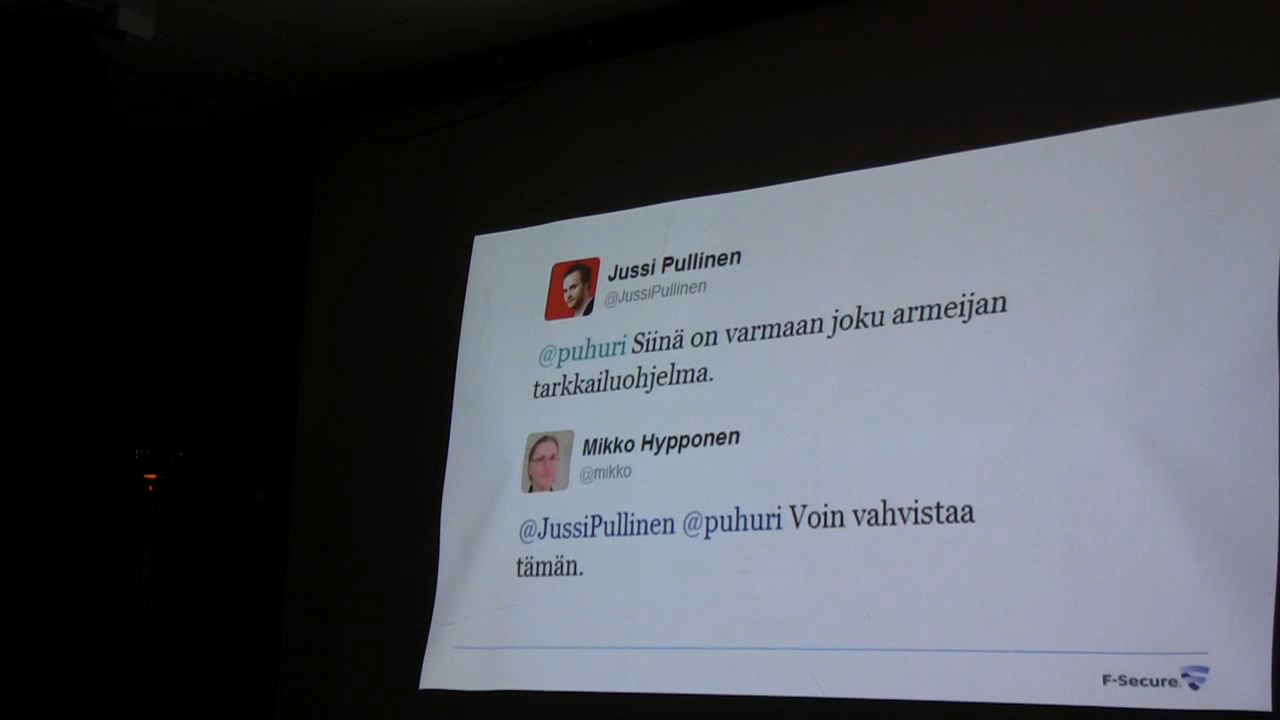 Jussi Pullinen
@JussiPullinen
@puhuri Siinä on varmaan joku armeijan
tarkkailuohjelma.
Mikko Hypponen
@mikko
@JussiPullinen @puhuri Voin vahvistaa
tämän.
F-Secure.